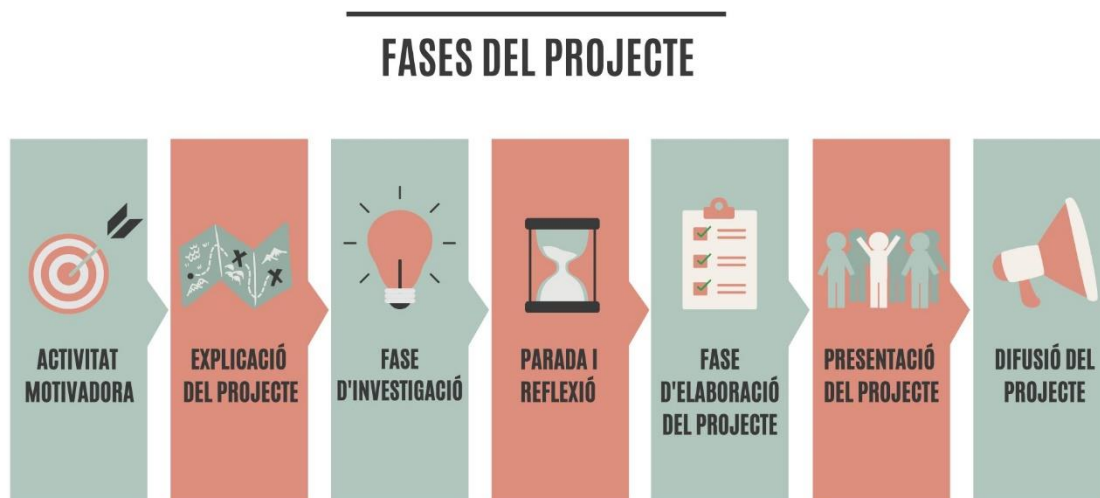 FASES DEL PROJECTE
ACTIVITAT
MOTIVADORA
EXPLICACIÓ
DEL PROJECTE
FASE
D'INVESTIGACIÓ
PARADA I
REFLEXIÓ
FASE
D'ELABORACIÓ
DEL PROJECTE
PRESENTACIÓ
DEL PROJECTE
DIFUSIÓ DEL
PROJECTE